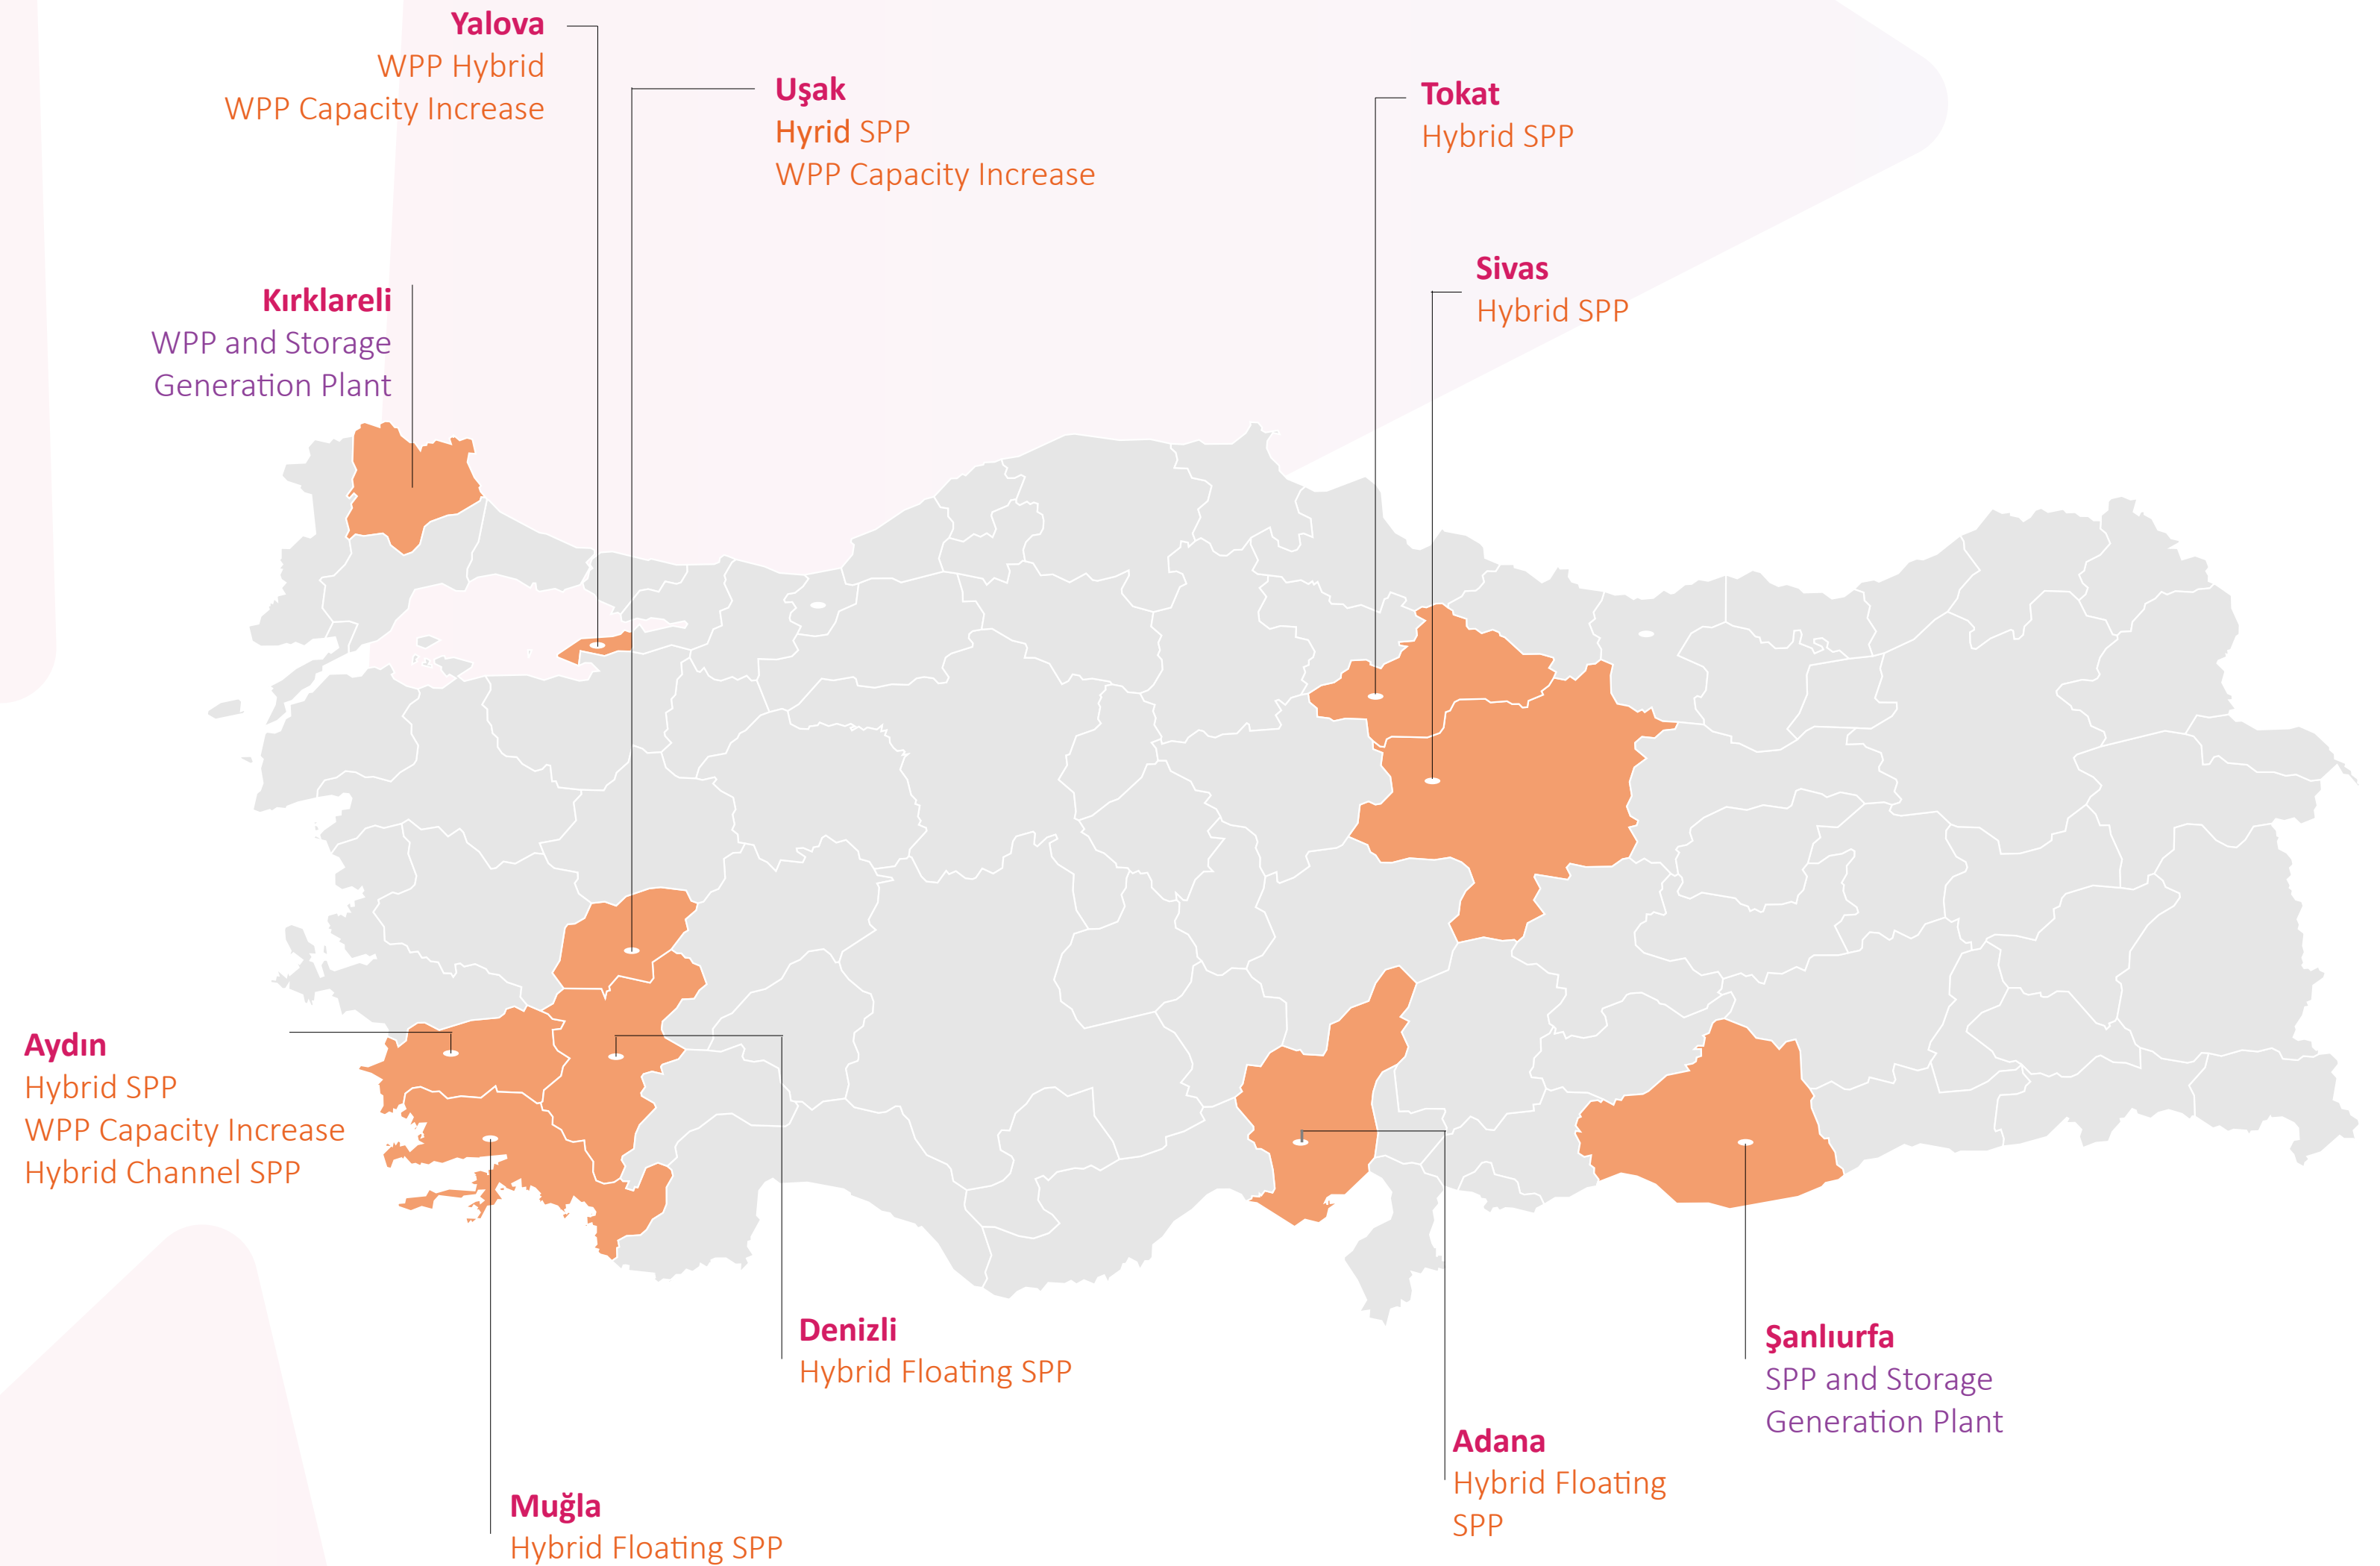 Yalova
WPP Hybrid
WPP Capacity Increase
Uşak
Hyrid SPP
WPP Capacity Increase
Tokat
Hybrid SPP
Sivas
Hybrid SPP
Kırklareli
WPP and Storage
Generation Plant
Aydın
Hybrid SPP
WPP Capacity Increase
Hybrid Channel SPP
Denizli
Hybrid Floating SPP
Şanlıurfa
SPP and Storage
Generation Plant
Adana
Hybrid Floating
SPP
Muğla
Hybrid Floating SPP